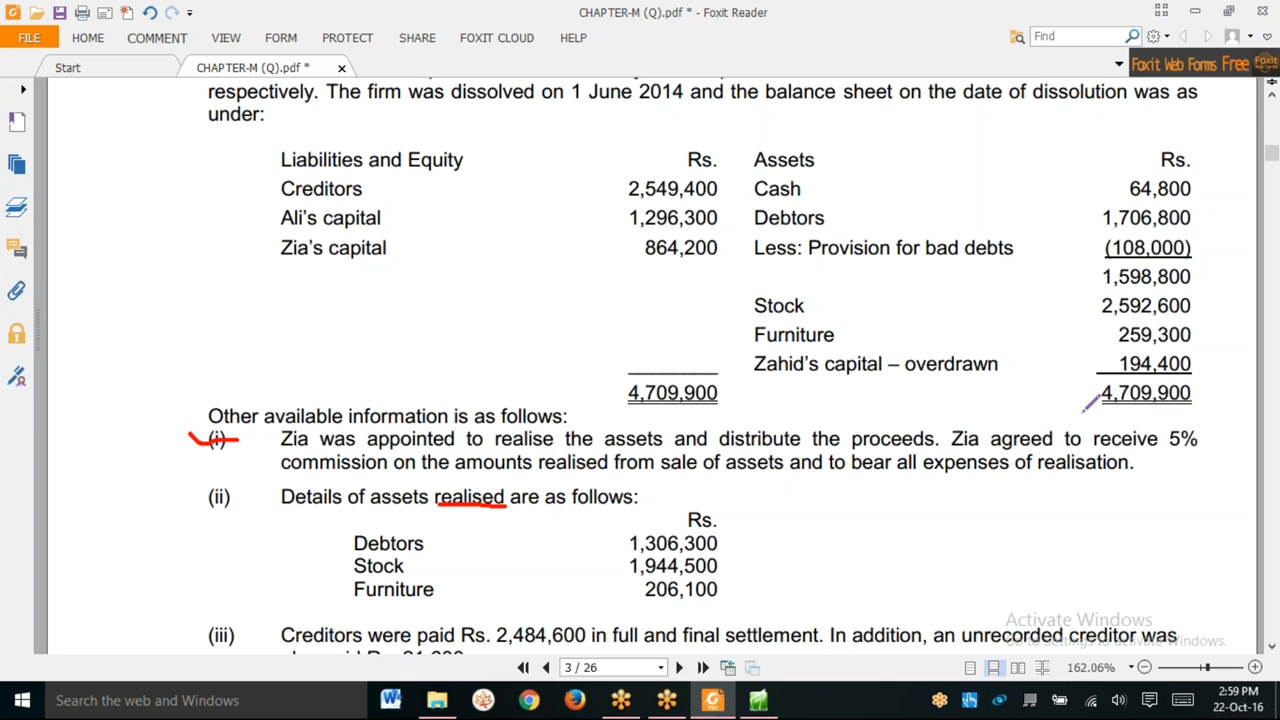 CHAPTER-M (Q).pdf * - Foxit Reader
FILE HOME COMMENT VIEW FORM PROTECT SHARE FOXIT CLOUD HELP
Find
Start CHAPTER-M (Q).pdf * x
Foxit Web Forms Free Foxit
respectively. The firm was dissolved on 1 June 2014 and the balance sheet on the date of dissolution was as
under:
Liabilities and Equity Rs. Assets Rs.
Creditors 2,549,400 Cash 64,800
Ali's capital 1,296,300 Debtors 1,706,800
Zia's capital 864,200 Less: Provision for bad debts (108,000)
1,598,800
Stock 2,592,600
Furniture 259,300
Zahid's capital – overdrawn 194,400
4,709,900 4,709,900
Other available information is as follows:
(i) Zia was appointed to realise the assets and distribute the proceeds. Zia agreed to receive 5%
commission on the amounts realised from sale of assets and to bear all expenses of realisation.
(ii) Details of assets realised are as follows:
Rs.
Debtors 1,306,300
Stock 1,944,500
Furniture 206,100
Activate Windows
(iii) Creditors were paid Rs. 2,484,600 in full and final settlement. In addition, an unrecorded creditor was
Go to Settings to activate Windows.
3 / 26 162.06%
Search the web and Windows
2:59 PM
22-Oct-16